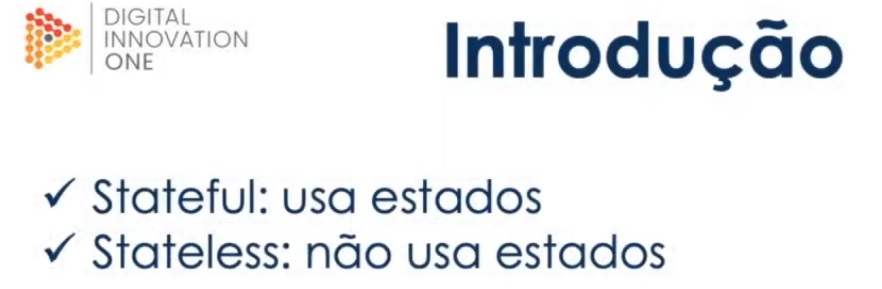 DIGITAL
INNOVATION
ONE
Introdução
✓ Stateful: usa estados
✓ Stateless: não usa estados